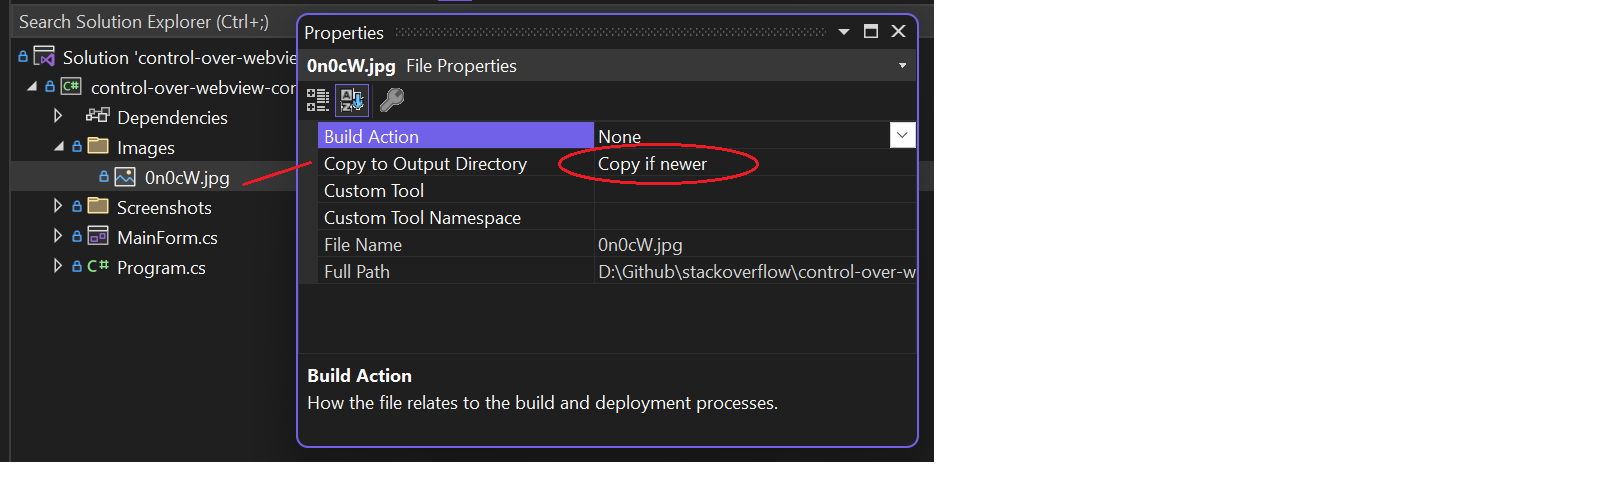 Search Solution Explorer (Ctrl+;)
Solution 'control-over-webvie
control-over-webview-cor
Dependencies
Images
0n0cW.jpg
Screenshots
MainForm.cs
C# Program.cs
Properties
0n0cW.jpg File Properties
Build Action None
Copy to Output Directory Copy if newer
Custom Tool
Custom Tool Namespace
File Name 0n0cW.jpg
Full Path D:\Github\stackoverflow\control-over-w
Build Action
How the file relates to the build and deployment processes.